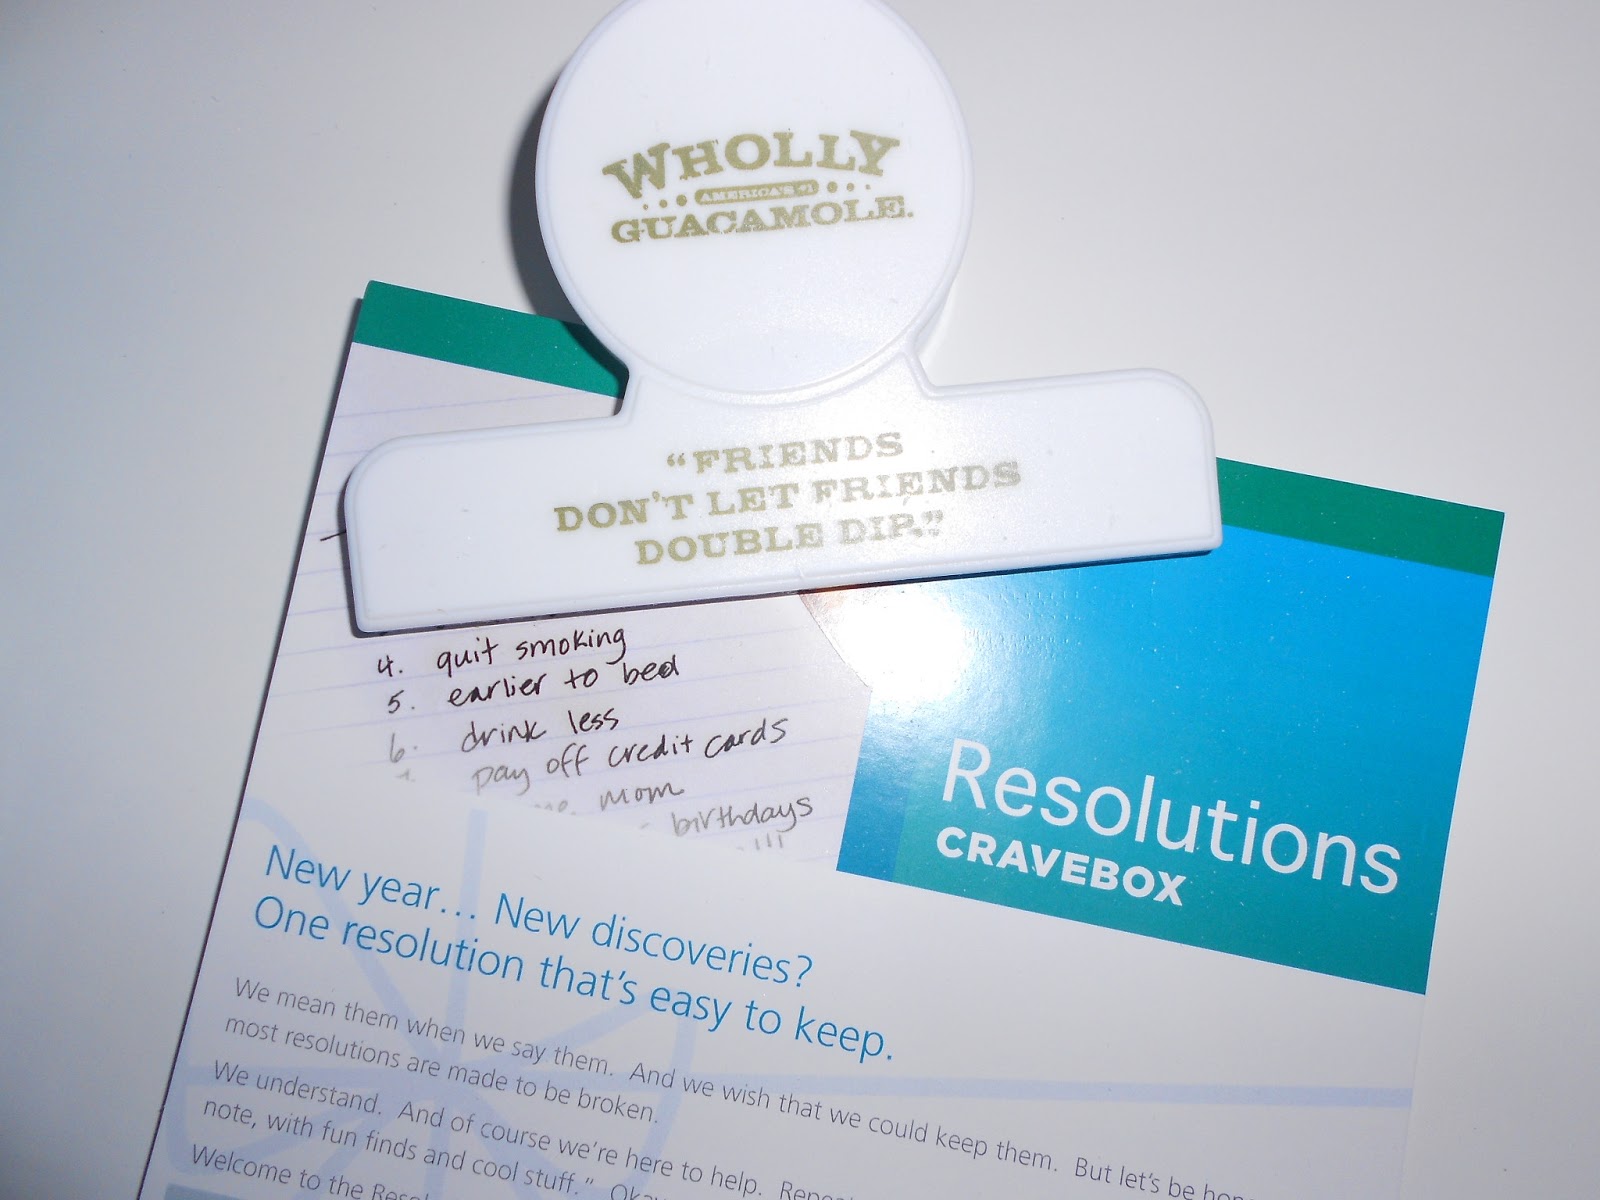 WHOLLY
AMERICA'S #1
GUACAMOLE.
"FRIENDS
DON'T LET FRIENDS
DOUBLE DIP."
4. quit smoking
5. earlier to bed
6. drink less
pay off credit cards
mom
birthdays
!!!
Resolutions
CRAVEBOX
New year... New discoveries?
One resolution that's easy to keep.
We mean them when we say them. And we wish that we could keep them. But let's be
most resolutions are made to be broken.
We understand. And of course we're here to help.
note, with fun finds and cool stuff."
Welcome to the